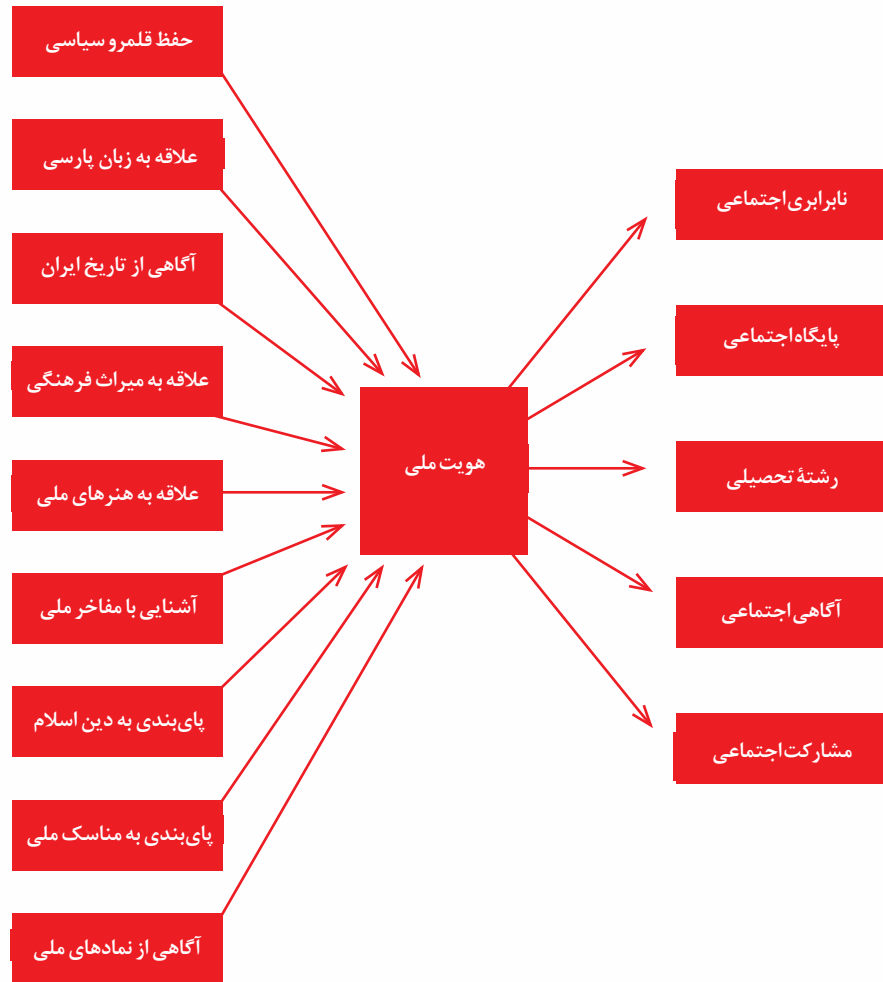 حفظ قلمرو سیاسی
علاقه به زبان پارسی
آگاهی از تاریخ ایران
علاقه به میراث فرهنگی
علاقه به هنرهای ملی
آشنایی با مفاخر ملی
پای‌بندی به دین اسلام
پای‌بندی به مناسک ملی
آگاهی از نمادهای ملی
هویت ملی
نابرابری اجتماعی
پایگاه اجتماعی
رشتهٔ تحصیلی
آگاهی اجتماعی
مشارکت اجتماعی